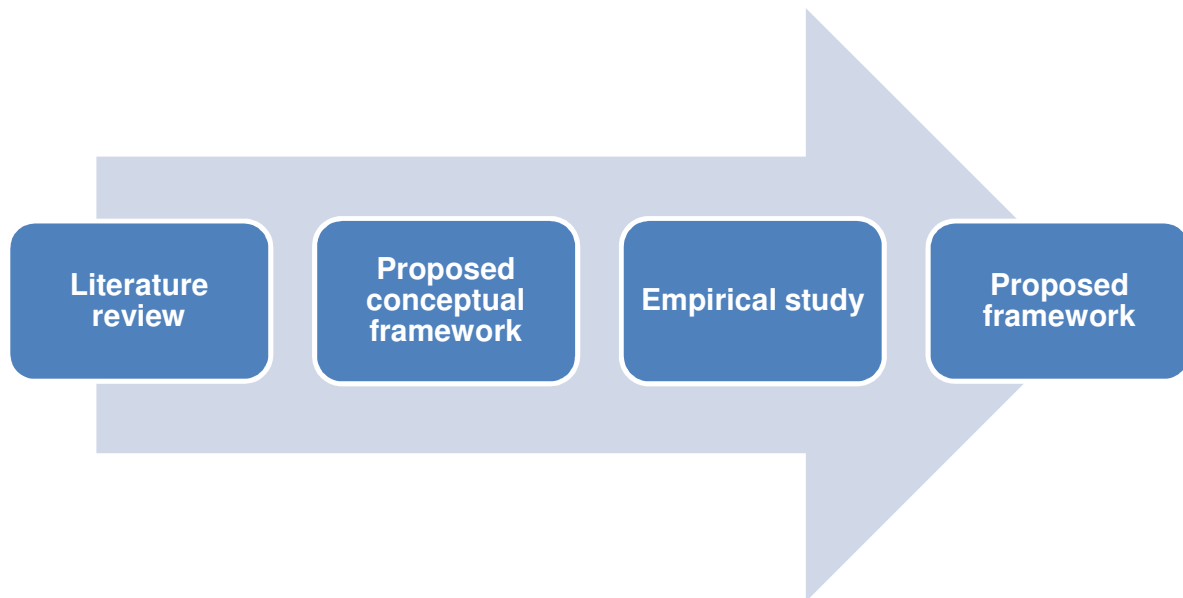 Literature
review
Proposed
conceptual
framework
Empirical study
Proposed
framework